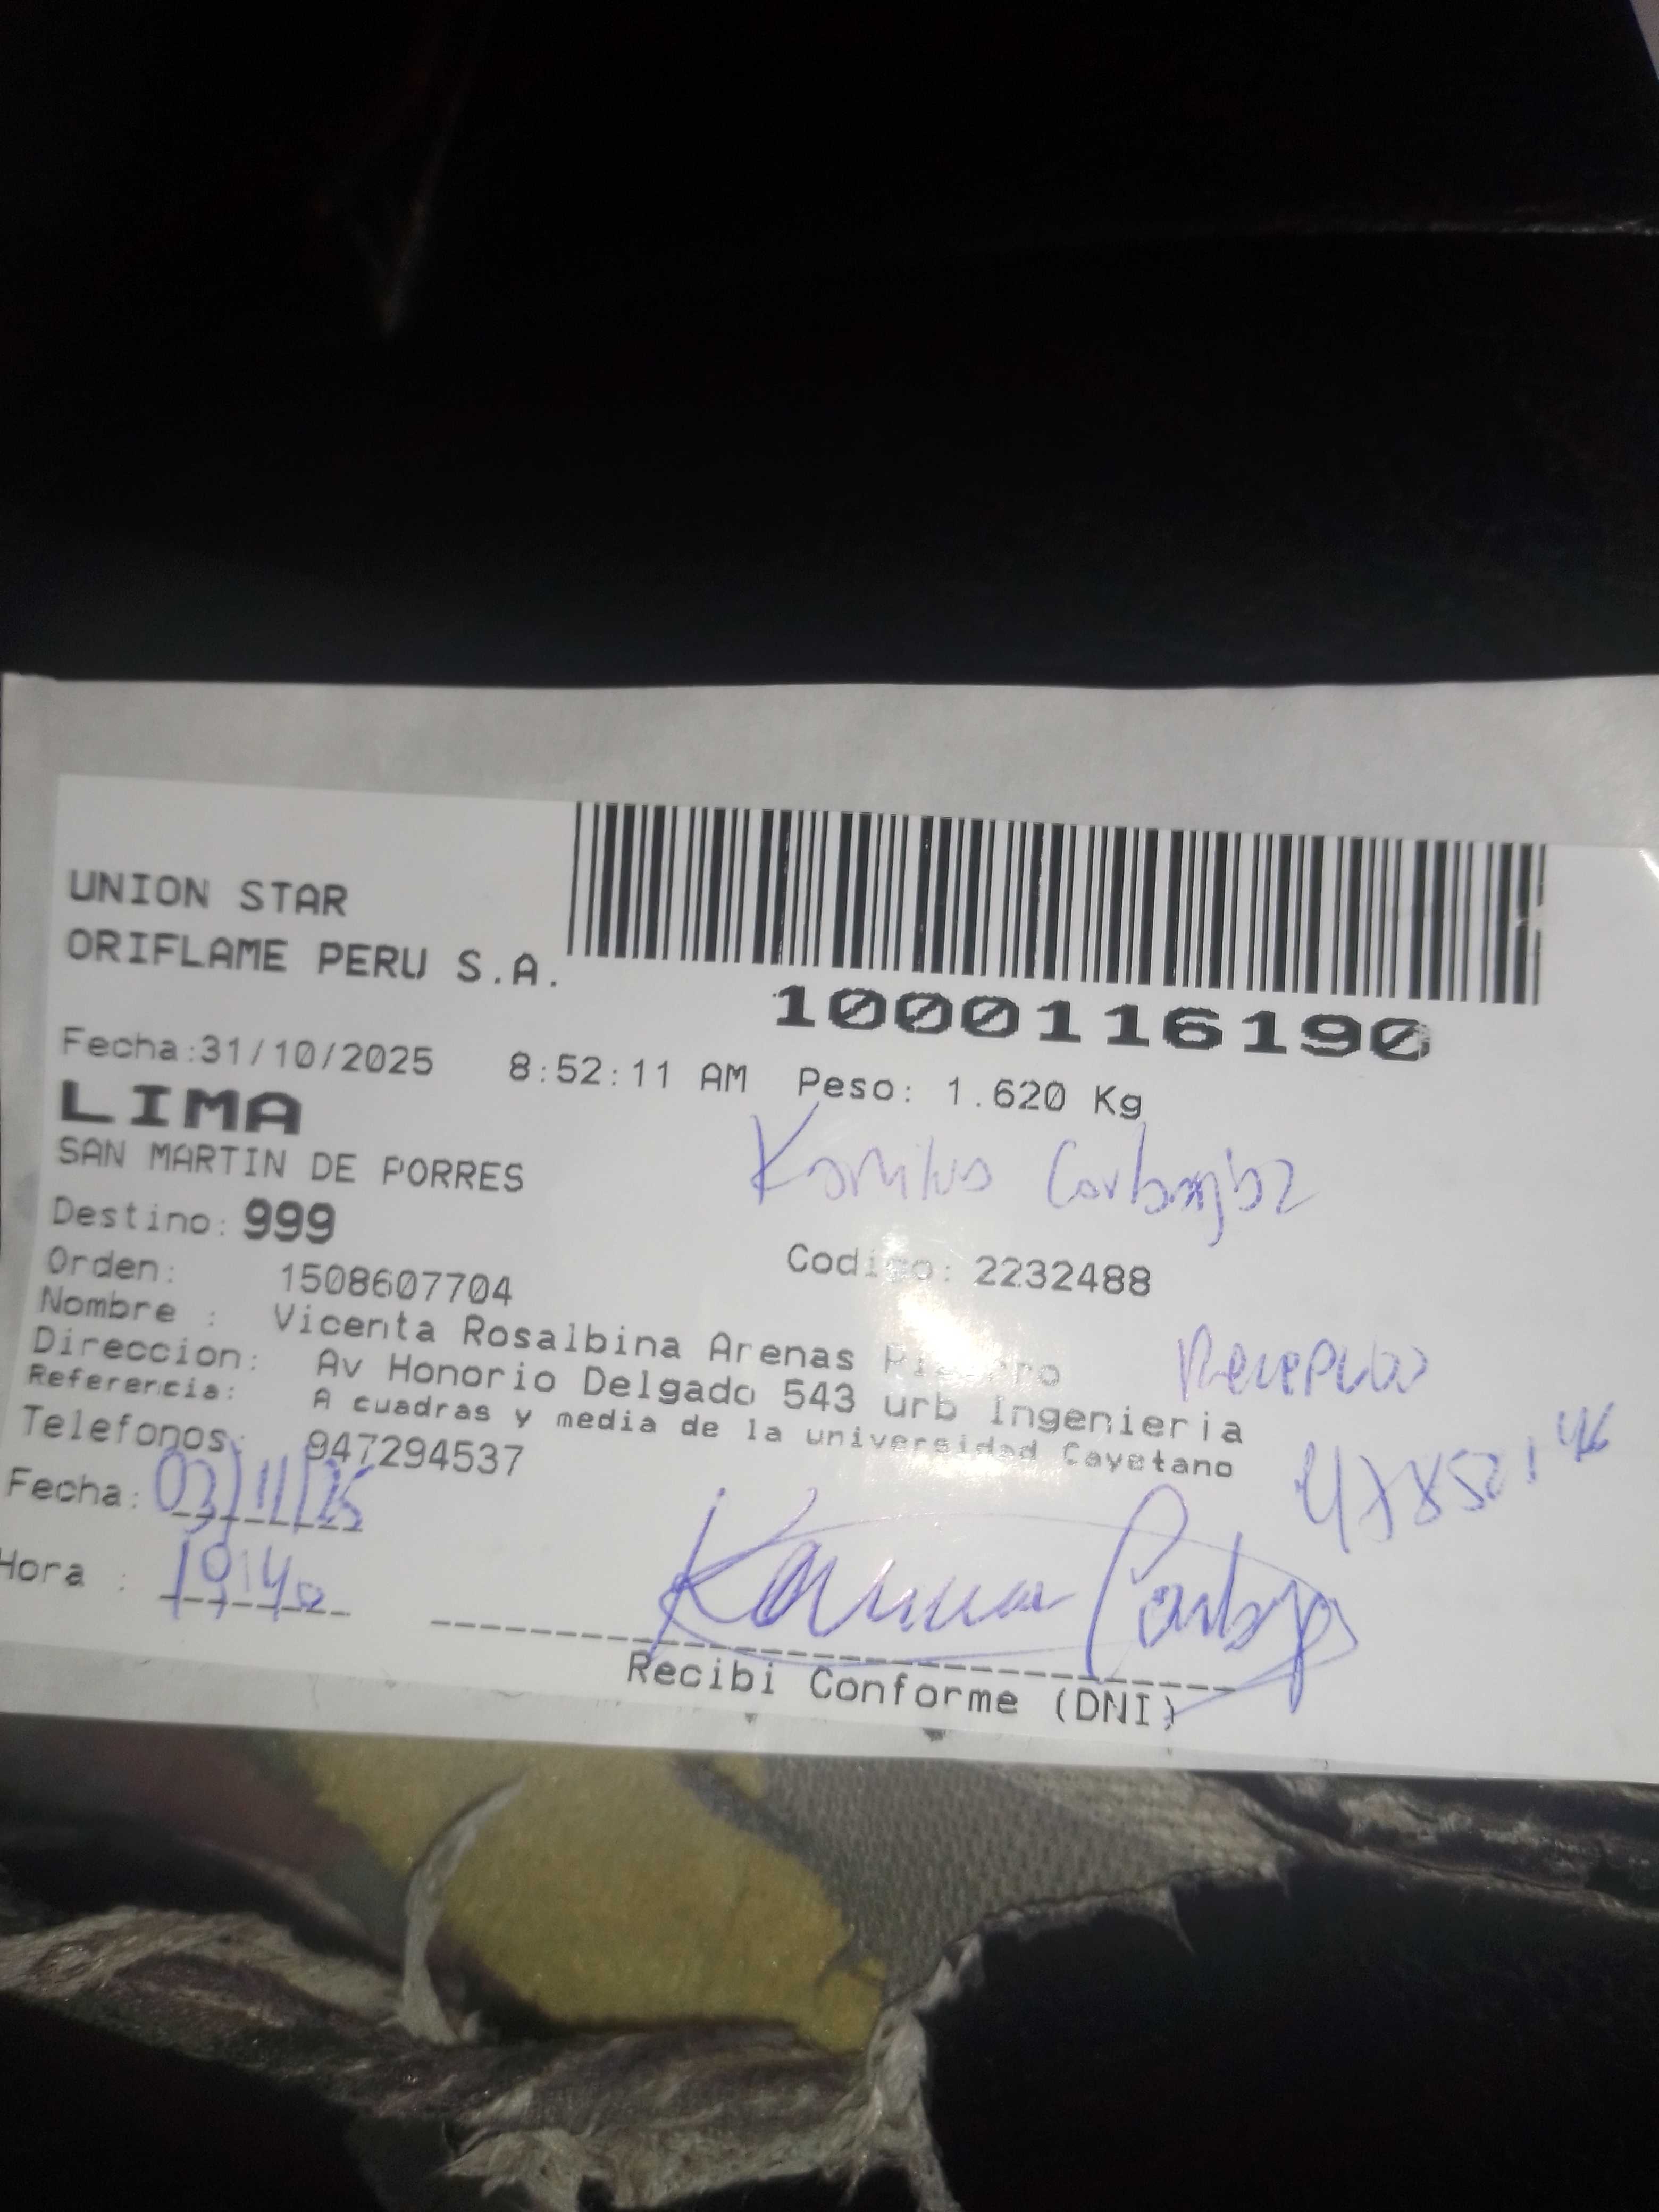 UNION STAR
ORIFLAME PERU S.A.
1000116190
Fecha:31/10/2025 8:52:11 AM Peso: 1.620 Kg
LIMA
SAN MARTIN DE PORRES
Destino: 999
Orden: 1508607704 Codigo: 2232488
Nombre : Vicenta Rosalbina Arenas
Direccion: Av Honorio Delgado 543 urb Ingenieria
Referencia: A cuadras y media de la universidad Cayetano
Telefonos: 947294537
Fecha: 03/11/25
Hora : 19:40
Recibi Conforme (DNI)